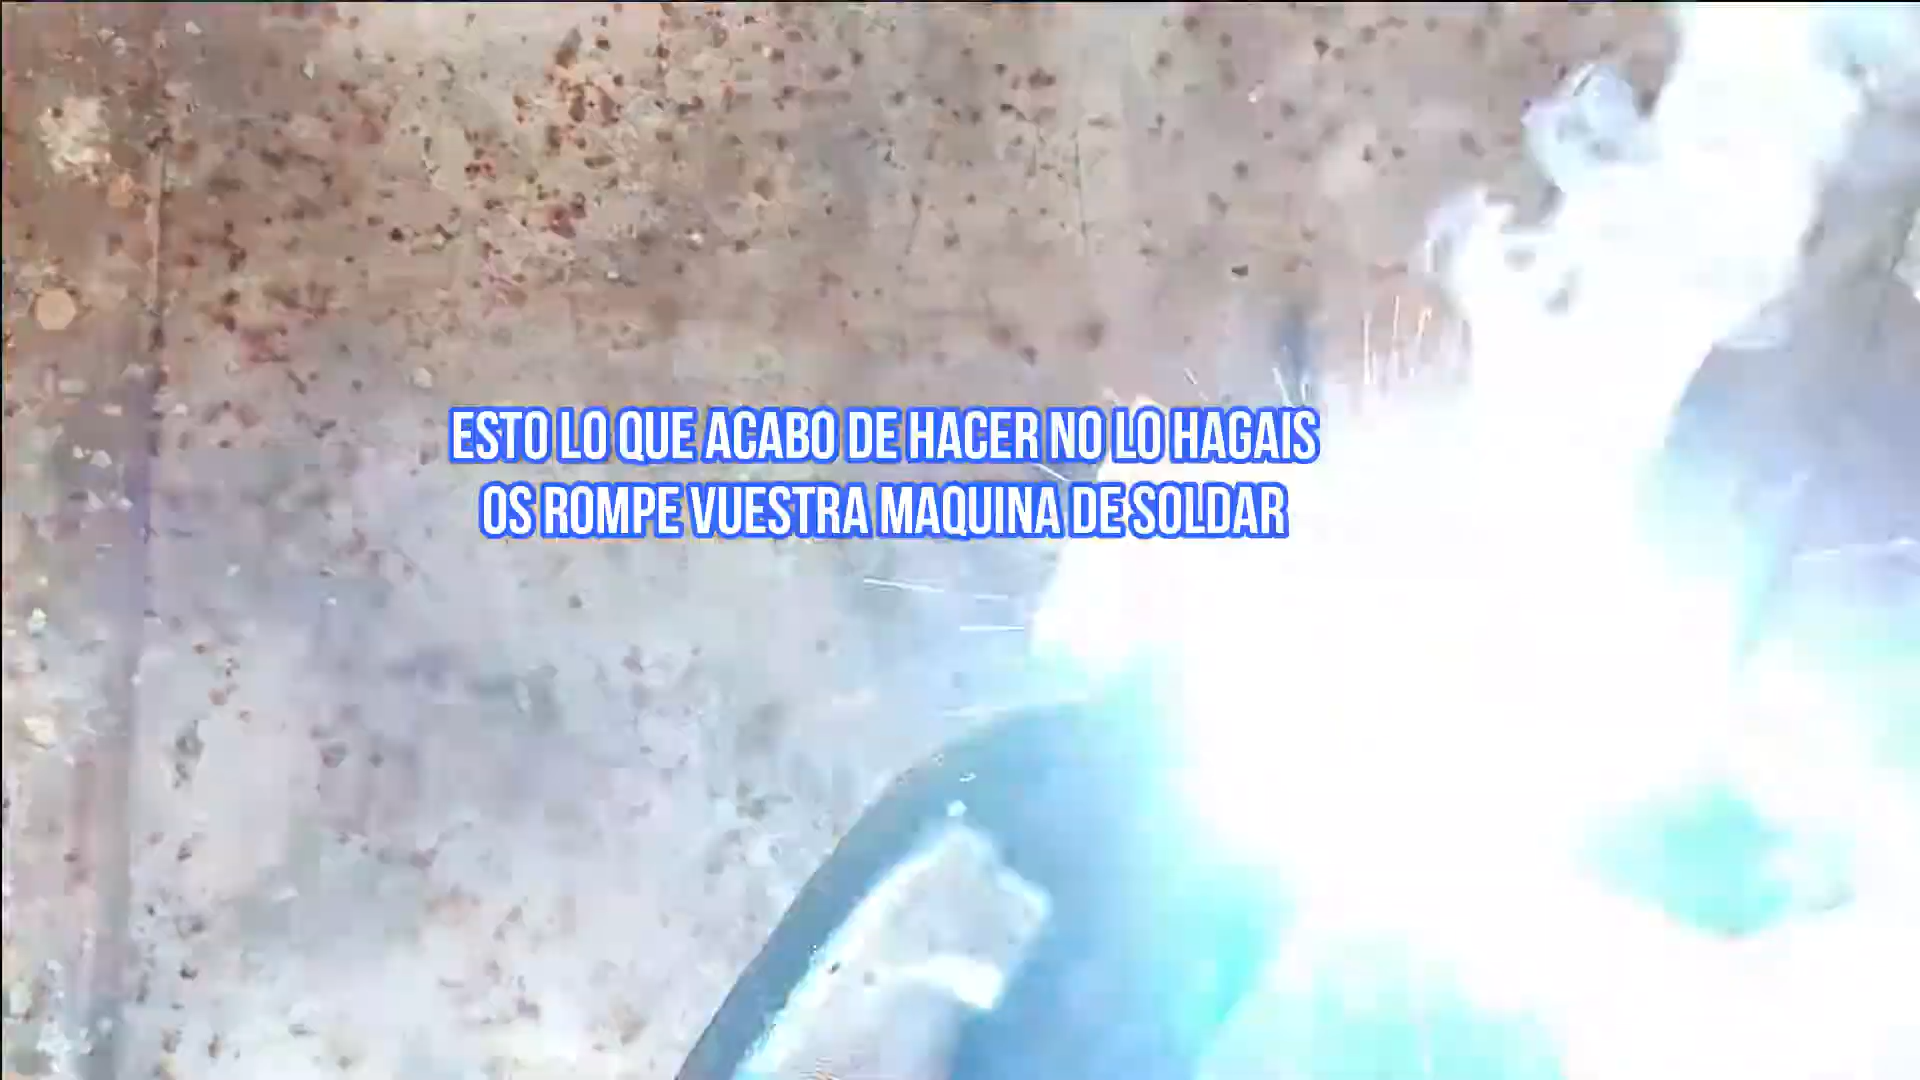 ESTO LO QUE ACABO DE HACER NO LO HAGAIS
OS ROMPE VUESTRA MAQUINA DE SOLDAR